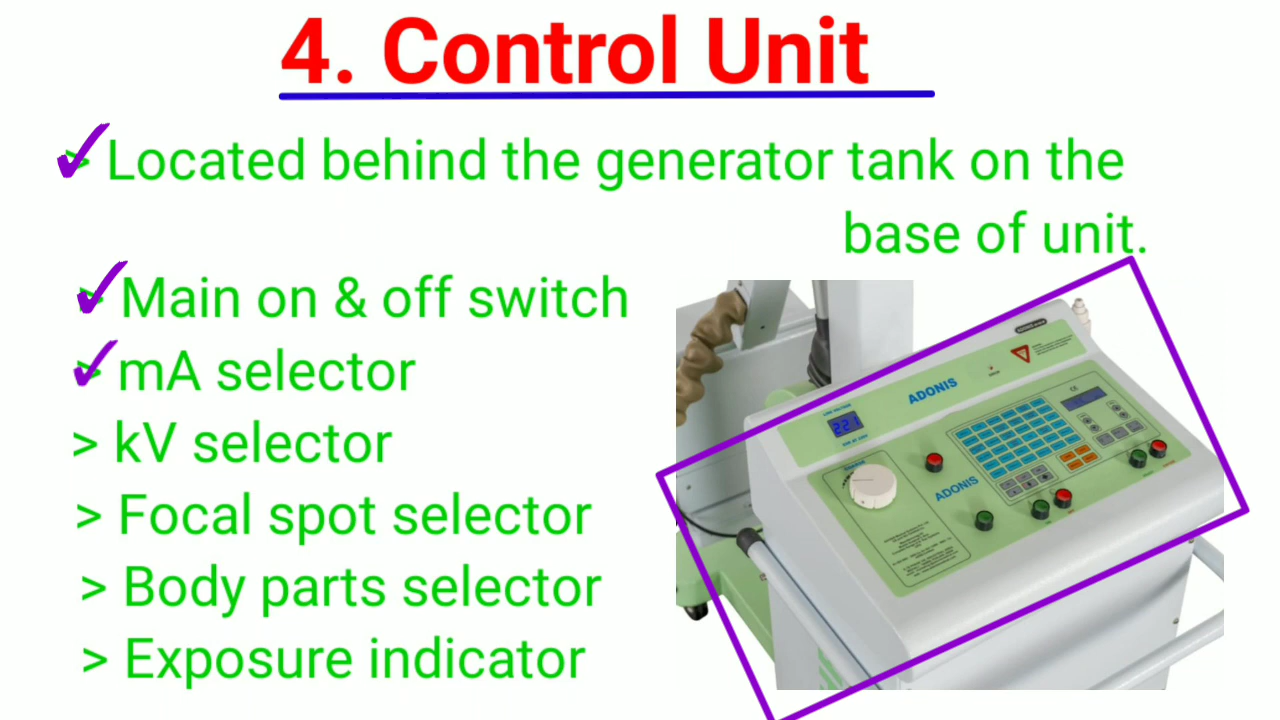 4. Control Unit
> Located behind the generator tank on the
base of unit.
> Main on & off switch
> mA selector
> kV selector
> Focal spot selector
> Body parts selector
> Exposure indicator
ADONIS
221
ADONIS